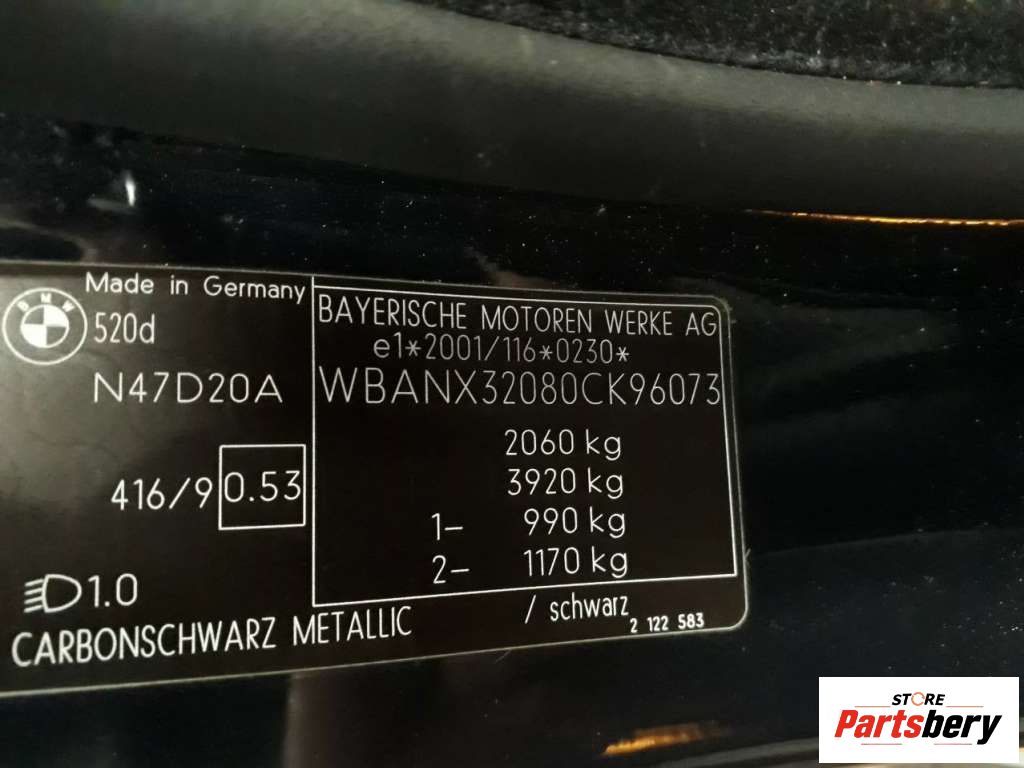 Made in Germany
BMW
520d
N47D20A
416/9 0.53
1.0
BAYERISCHE MOTOREN WERKE AG
e1*2001/116*0230*
WBANX32080CK96073
2060 kg
3920 kg
1- 990 kg
2- 1170 kg
CARBONSCHWARZ METALLIC / schwarz
2 122 583
STORE
Partsbery